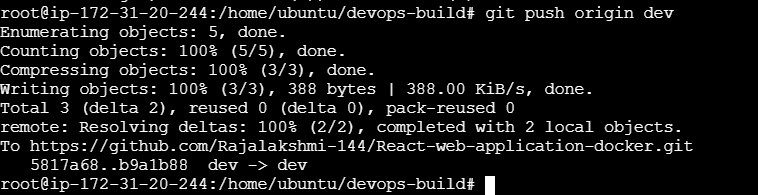 root@ip-172-31-20-244:/home/ubuntu/devops-build# git push origin dev
Enumerating objects: 5, done.
Counting objects: 100% (5/5), done.
Compressing objects: 100% (3/3), done.
Writing objects: 100% (3/3), 388 bytes | 388.00 KiB/s, done.
Total 3 (delta 2), reused 0 (delta 0), pack-reused 0
remote: Resolving deltas: 100% (2/2), completed with 2 local objects.
To https://github.com/Rajalakshmi-144/React-web-application-docker.git
   5817a68..b9a1b88  dev -> dev
root@ip-172-31-20-244:/home/ubuntu/devops-build#